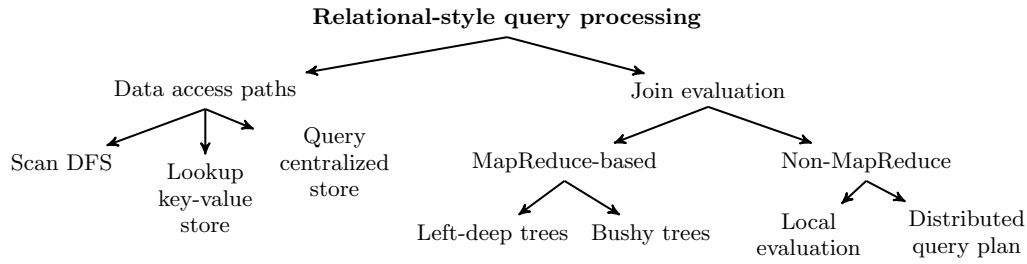 Relational-style query processing
Data access paths
Join evaluation
Scan DFS
Lookup
key-value
store
Query
centralized
store
MapReduce-based
Non-MapReduce
Left-deep trees
Bushy trees
Local
evaluation
Distributed
query plan